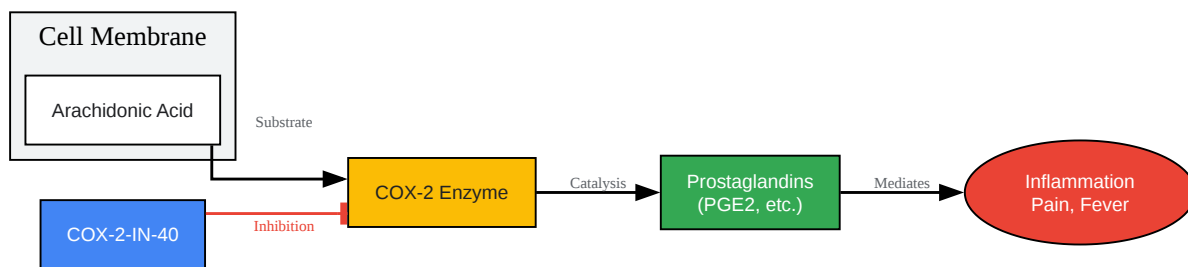 Cell Membrane
Arachidonic Acid
Substrate
COX-2 Enzyme
Catalysis
Prostaglandins
(PGE2, etc.)
Mediates
Inflammation
Pain, Fever
Inhibition
COX-2-IN-40